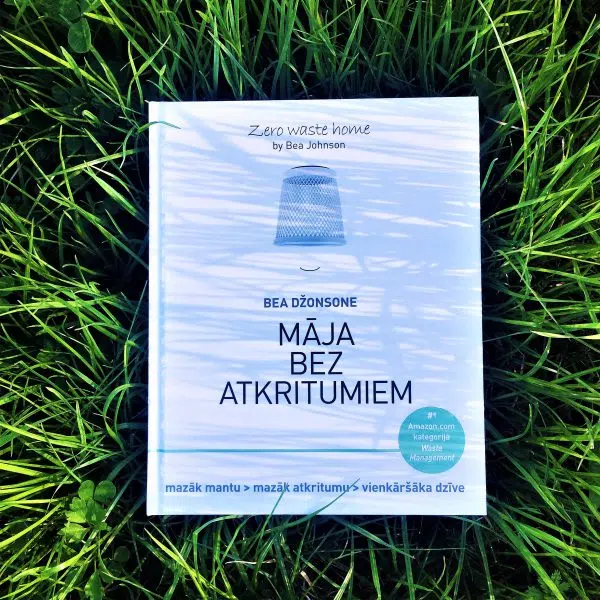 Zero waste home
by Bea Johnson
BEA DŽONSONE
MĀJA
BEZ
ATKRITUMIEM
#1
Amazon.com
kategorijā
Waste
Management
mazāk mantu > mazāk atkritumu > vienkāršāka dzīve